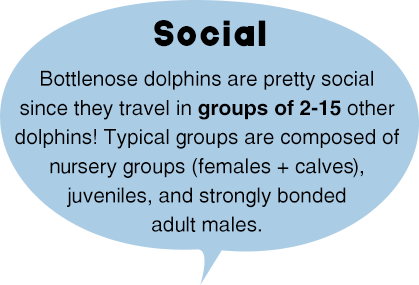 Social
Bottlenose dolphins are pretty social
since they travel in groups of 2-15 other
dolphins! Typical groups are composed of
nursery groups (females + calves),
juveniles, and strongly bonded
adult males.